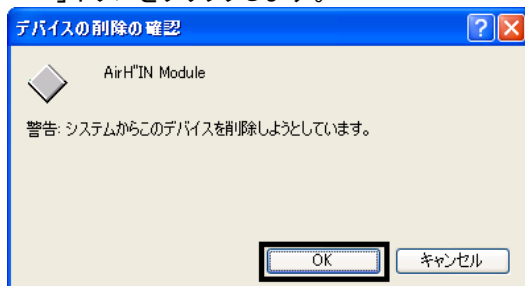 デバイスの削除の確認
AirH"IN Module
警告: システムからこのデバイスを削除しようとしています。
OK
キャンセル